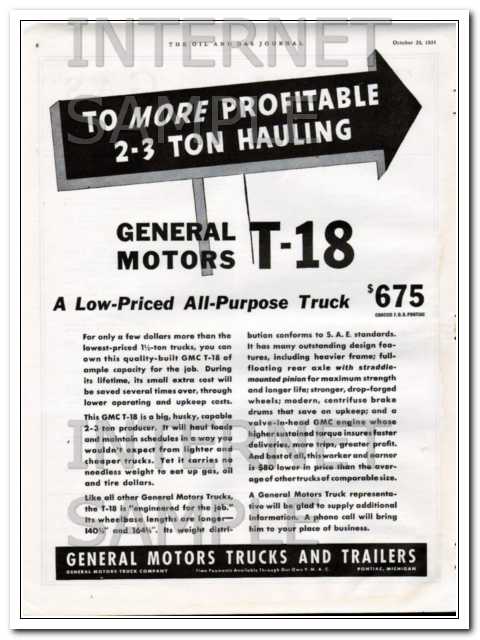 INTERNET
SAMPLE
6
THE OIL AND GAS JOURNAL
October 26, 1934
TO MORE PROFITABLE
2-3 TON HAULING
GENERAL
MOTORS
T-18
A Low-Priced All-Purpose Truck
$675
CHASSIS F.O.B. PONTIAC
For only a few dollars more than the
lowest-priced 1½-ton trucks, you can
own this quality-built GMC T-18 of
ample capacity for the job. During
its lifetime, its small extra cost will
be saved several times over, through
lower operating and upkeep costs.
This GMC T-18 is a big, husky, capable
2-3 ton producer. It will haul loads
and maintain schedules in a way you
wouldn't expect from lighter and
cheaper trucks. Yet it carries no
needless weight to eat up gas, oil
and tire dollars.
Like all other General Motors Trucks,
the T-18 is "engineered for the job."
Its wheelbase lengths are longer—
140⅝" and 164⅝". Its weight distri-
bution conforms to S. A. E. standards.
It has many outstanding design fea-
tures, including heavier frame; full-
floating rear axle with straddle-
mounted pinion for maximum strength
and longer life; stronger, drop-forged
wheels; modern, centrifuse brake
drums that save on upkeep; and a
valve-in-head GMC engine whose
higher sustained torque insures faster
deliveries, more trips, greater profit.
And best of all, this worker and earner
is $80 lower in price than the aver-
age of other trucks of comparable size.
A General Motors Truck representa-
tive will be glad to supply additional
information. A phone call will bring
him to your place of business.
INTERNET
SAMPLE
GENERAL MOTORS TRUCKS AND TRAILERS
GENERAL MOTORS TRUCK COMPANY
Time Payments Available Through Our Own Y. M. A. C.
PONTIAC, MICHIGAN